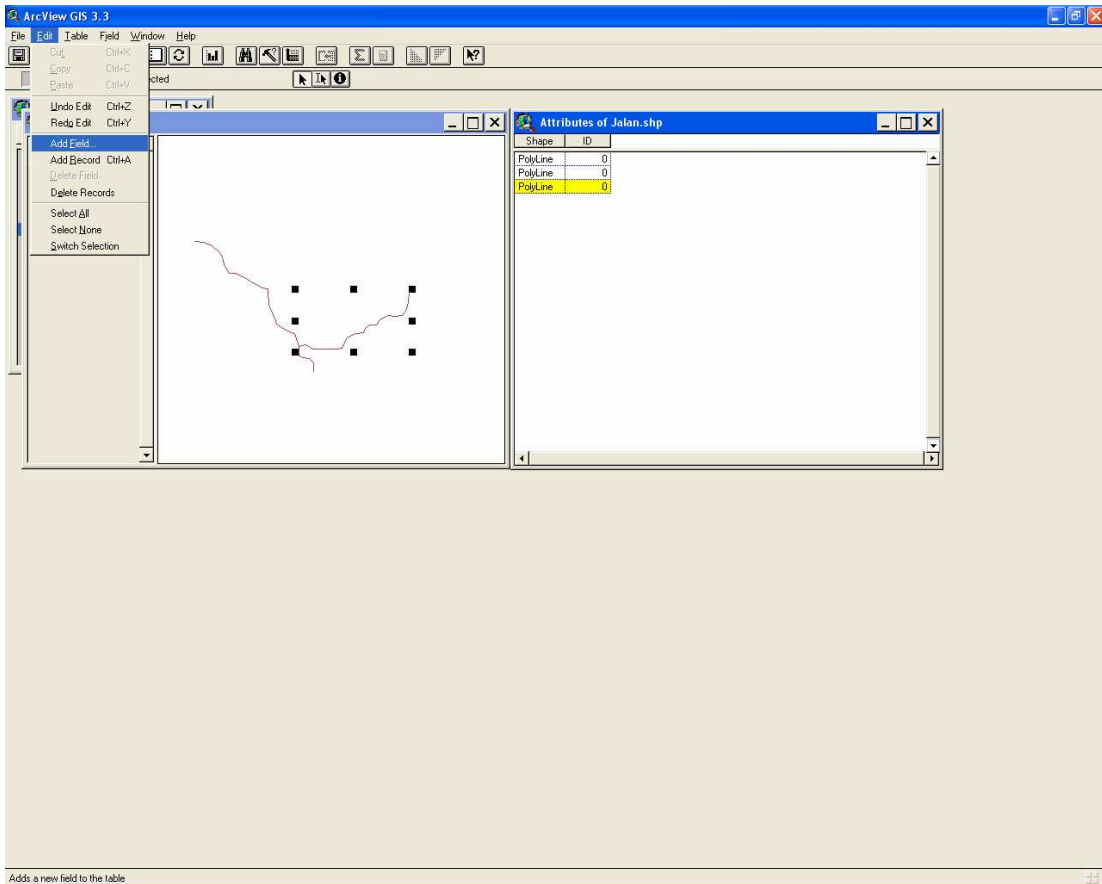 ArcView GIS 3.3
File Edit Table Field Window Help
cted
Cut Ctrl+X
Copy Ctrl+C
Paste Ctrl+V
Undo Edit Ctrl+Z
Redo Edit Ctrl+Y
Add Field...
Add Record Ctrl+A
Delete Field
Delete Records
Select All
Select None
Switch Selection
Attributes of Jalan.shp
Shape ID
PolyLine 0
PolyLine 0
PolyLine 0
Adds a new field to the table